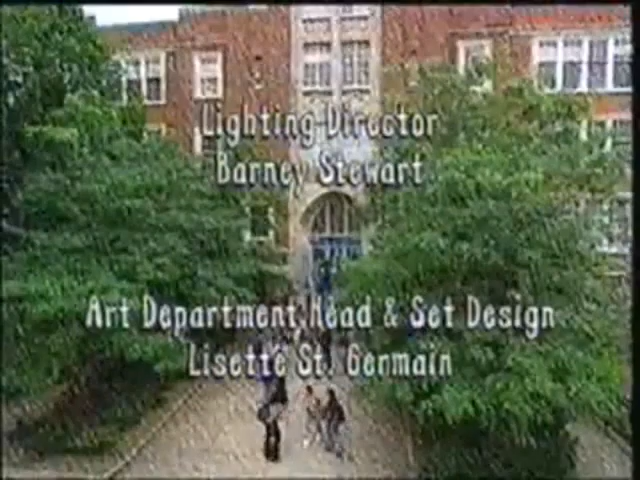 Lighting Director
Barney Stewart
Art Department Head & Set Design
Lisette St. Germain